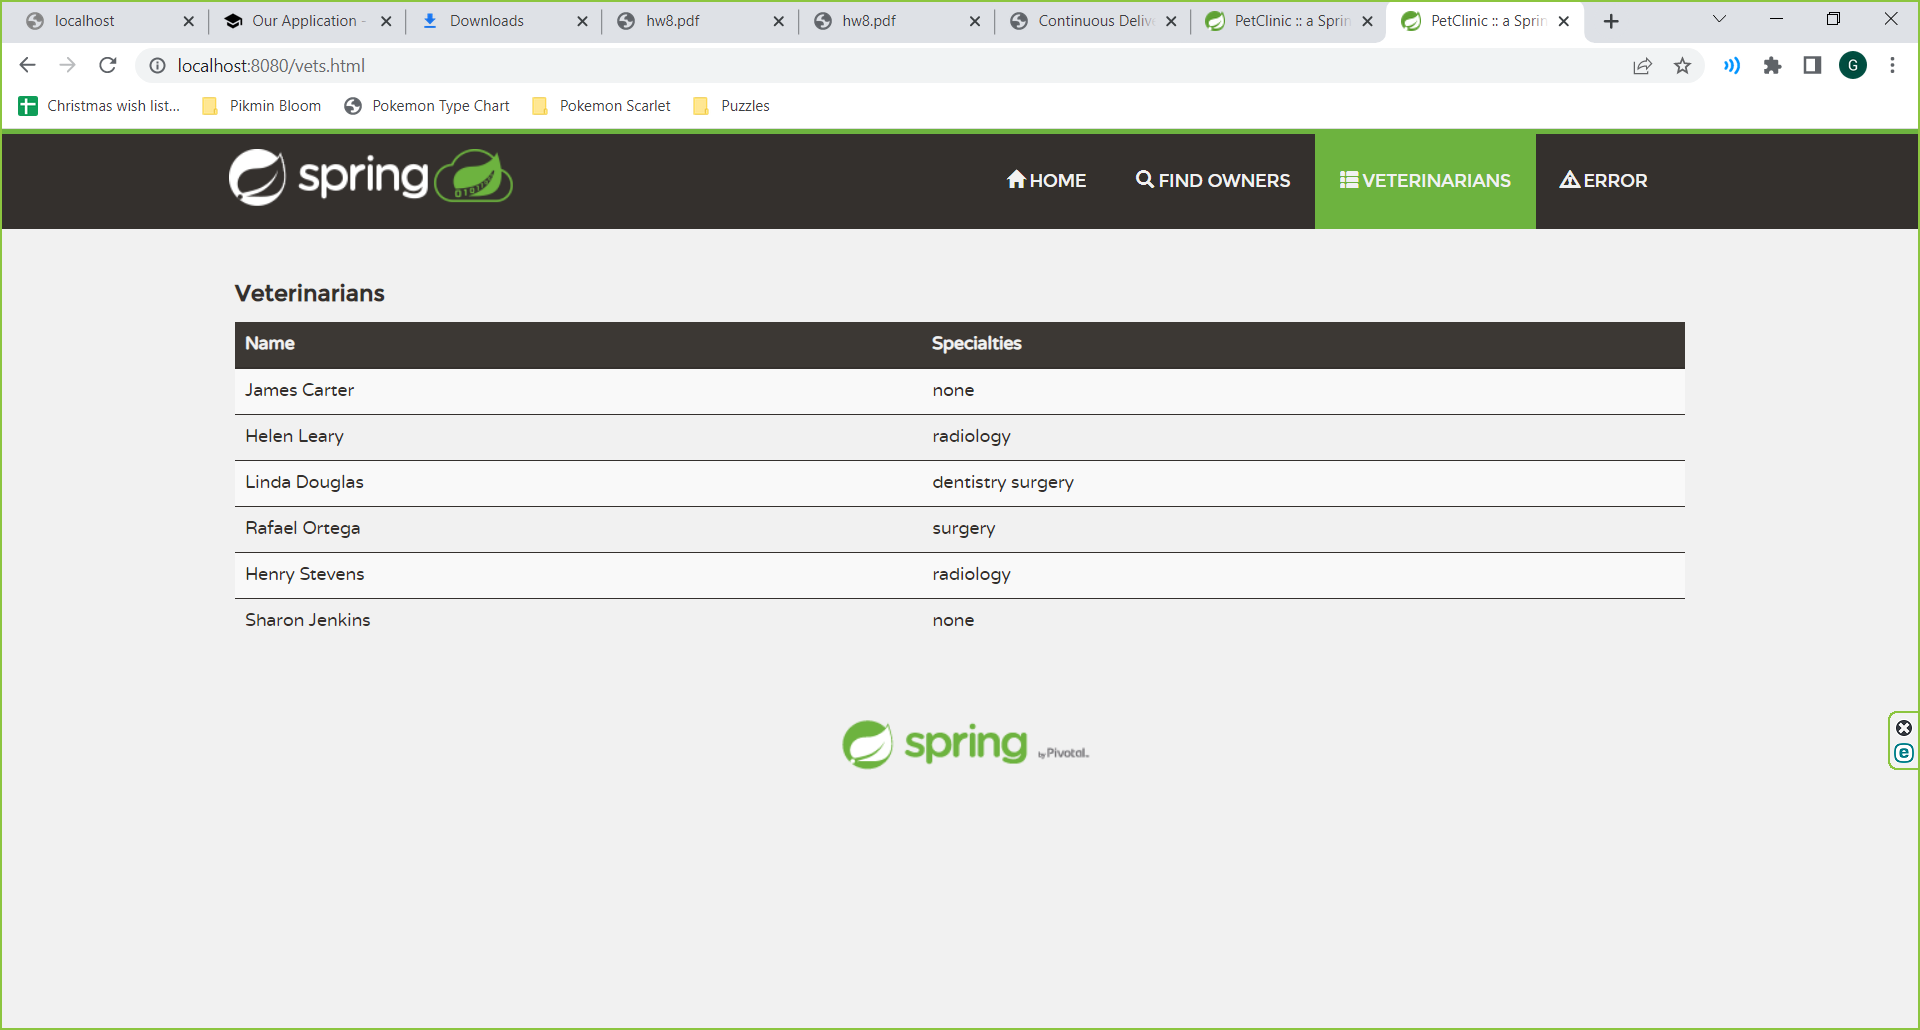 localhost
Our Application -
Downloads
hw8.pdf
hw8.pdf
Continuous Delive
PetClinic :: a Sprin
PetClinic :: a Sprin
localhost:8080/vets.html
G
Christmas wish list...
Pikmin Bloom
Pokemon Type Chart
Pokemon Scarlet
Puzzles
spring
HOME
FIND OWNERS
VETERINARIANS
ERROR
Veterinarians
Name Specialties
James Carter none
Helen Leary radiology
Linda Douglas dentistry surgery
Rafael Ortega surgery
Henry Stevens radiology
Sharon Jenkins none
spring by Pivotal
e